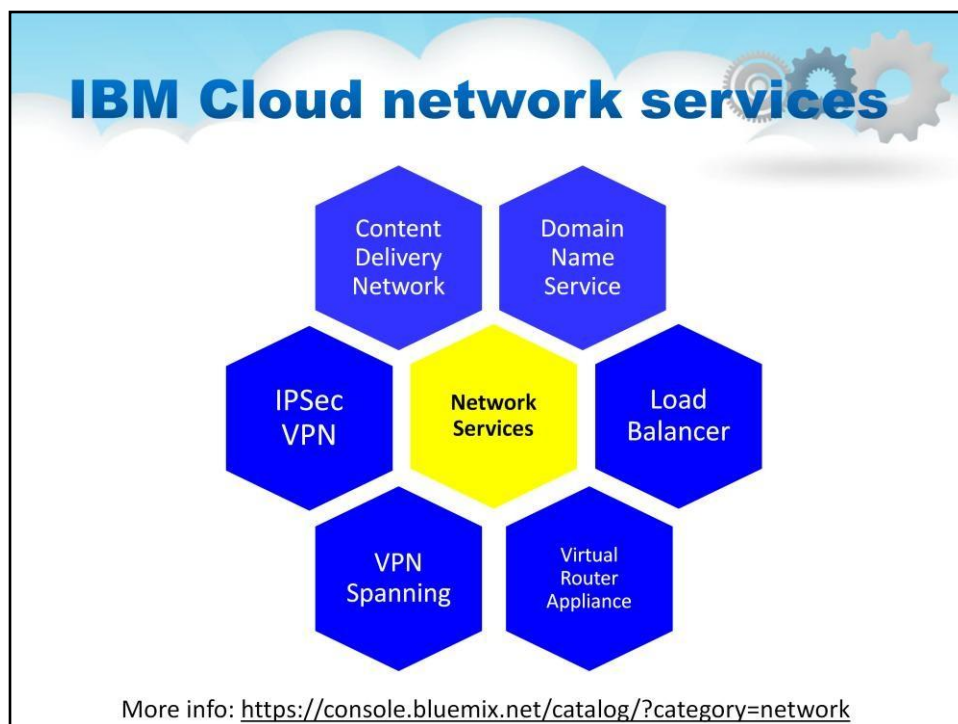 IBM Cloud network services
Content
Delivery
Network
Domain
Name
Service
IPSec
VPN
Network
Services
Load
Balancer
VPN
Spanning
Virtual
Router
Appliance
More info: https://console.bluemix.net/catalog/?category=network